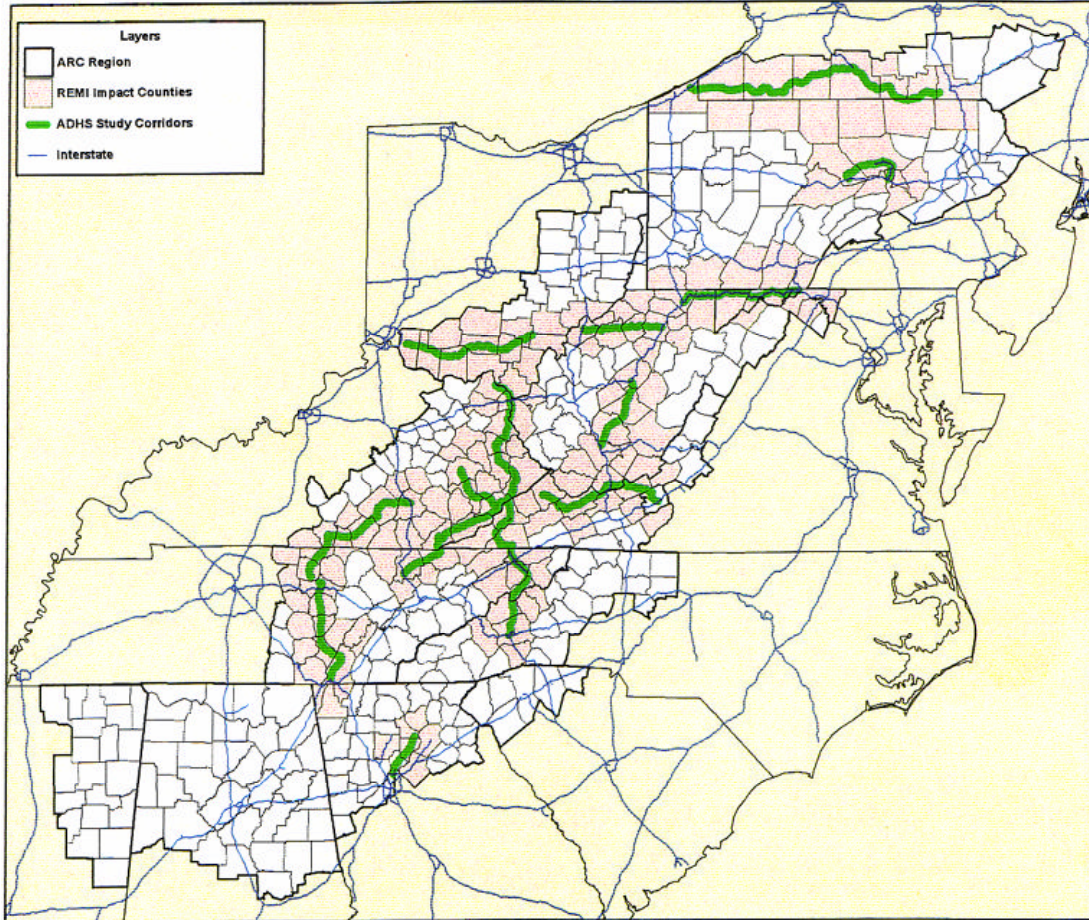 Layers
ARC Region
REMI Impact Counties
ADHS Study Corridors
Interstate